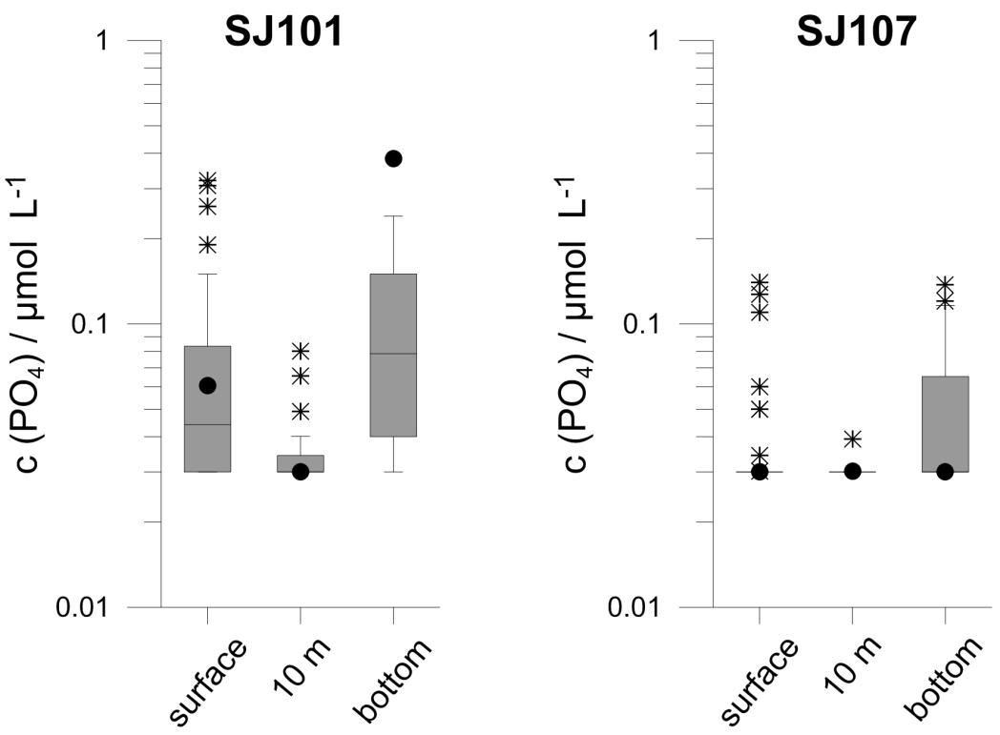 SJ101
1
0.1
0.01
c (PO₄) / µmol L⁻¹
surface
10 m
bottom
SJ107
1
0.1
0.01
c (PO₄) / µmol L⁻¹
surface
10 m
bottom